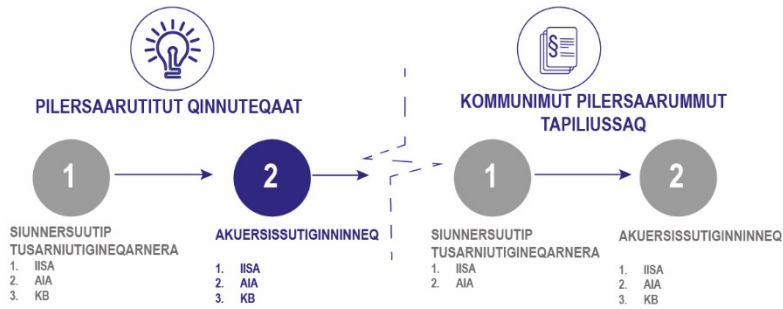 PILERSAARUTITUT QINNUTEQAAT
1
2
SIUNNERSUUTIP
TUSARNIUTIGINEQARNERA
1. IISA
2. AIA
3. KB
AKUERSISSUTIGINNINNEQ
1. IISA
2. AIA
3. KB
§
KOMMUNIMUT PILERSAARUMMUT
TAPILIUSSAQ
1
2
SIUNNERSUUTIP
TUSARNIUTIGINEQARNERA
1. IISA
2. AIA
AKUERSISSUTIGINNINNEQ
1. IISA
2. AIA
3. KB